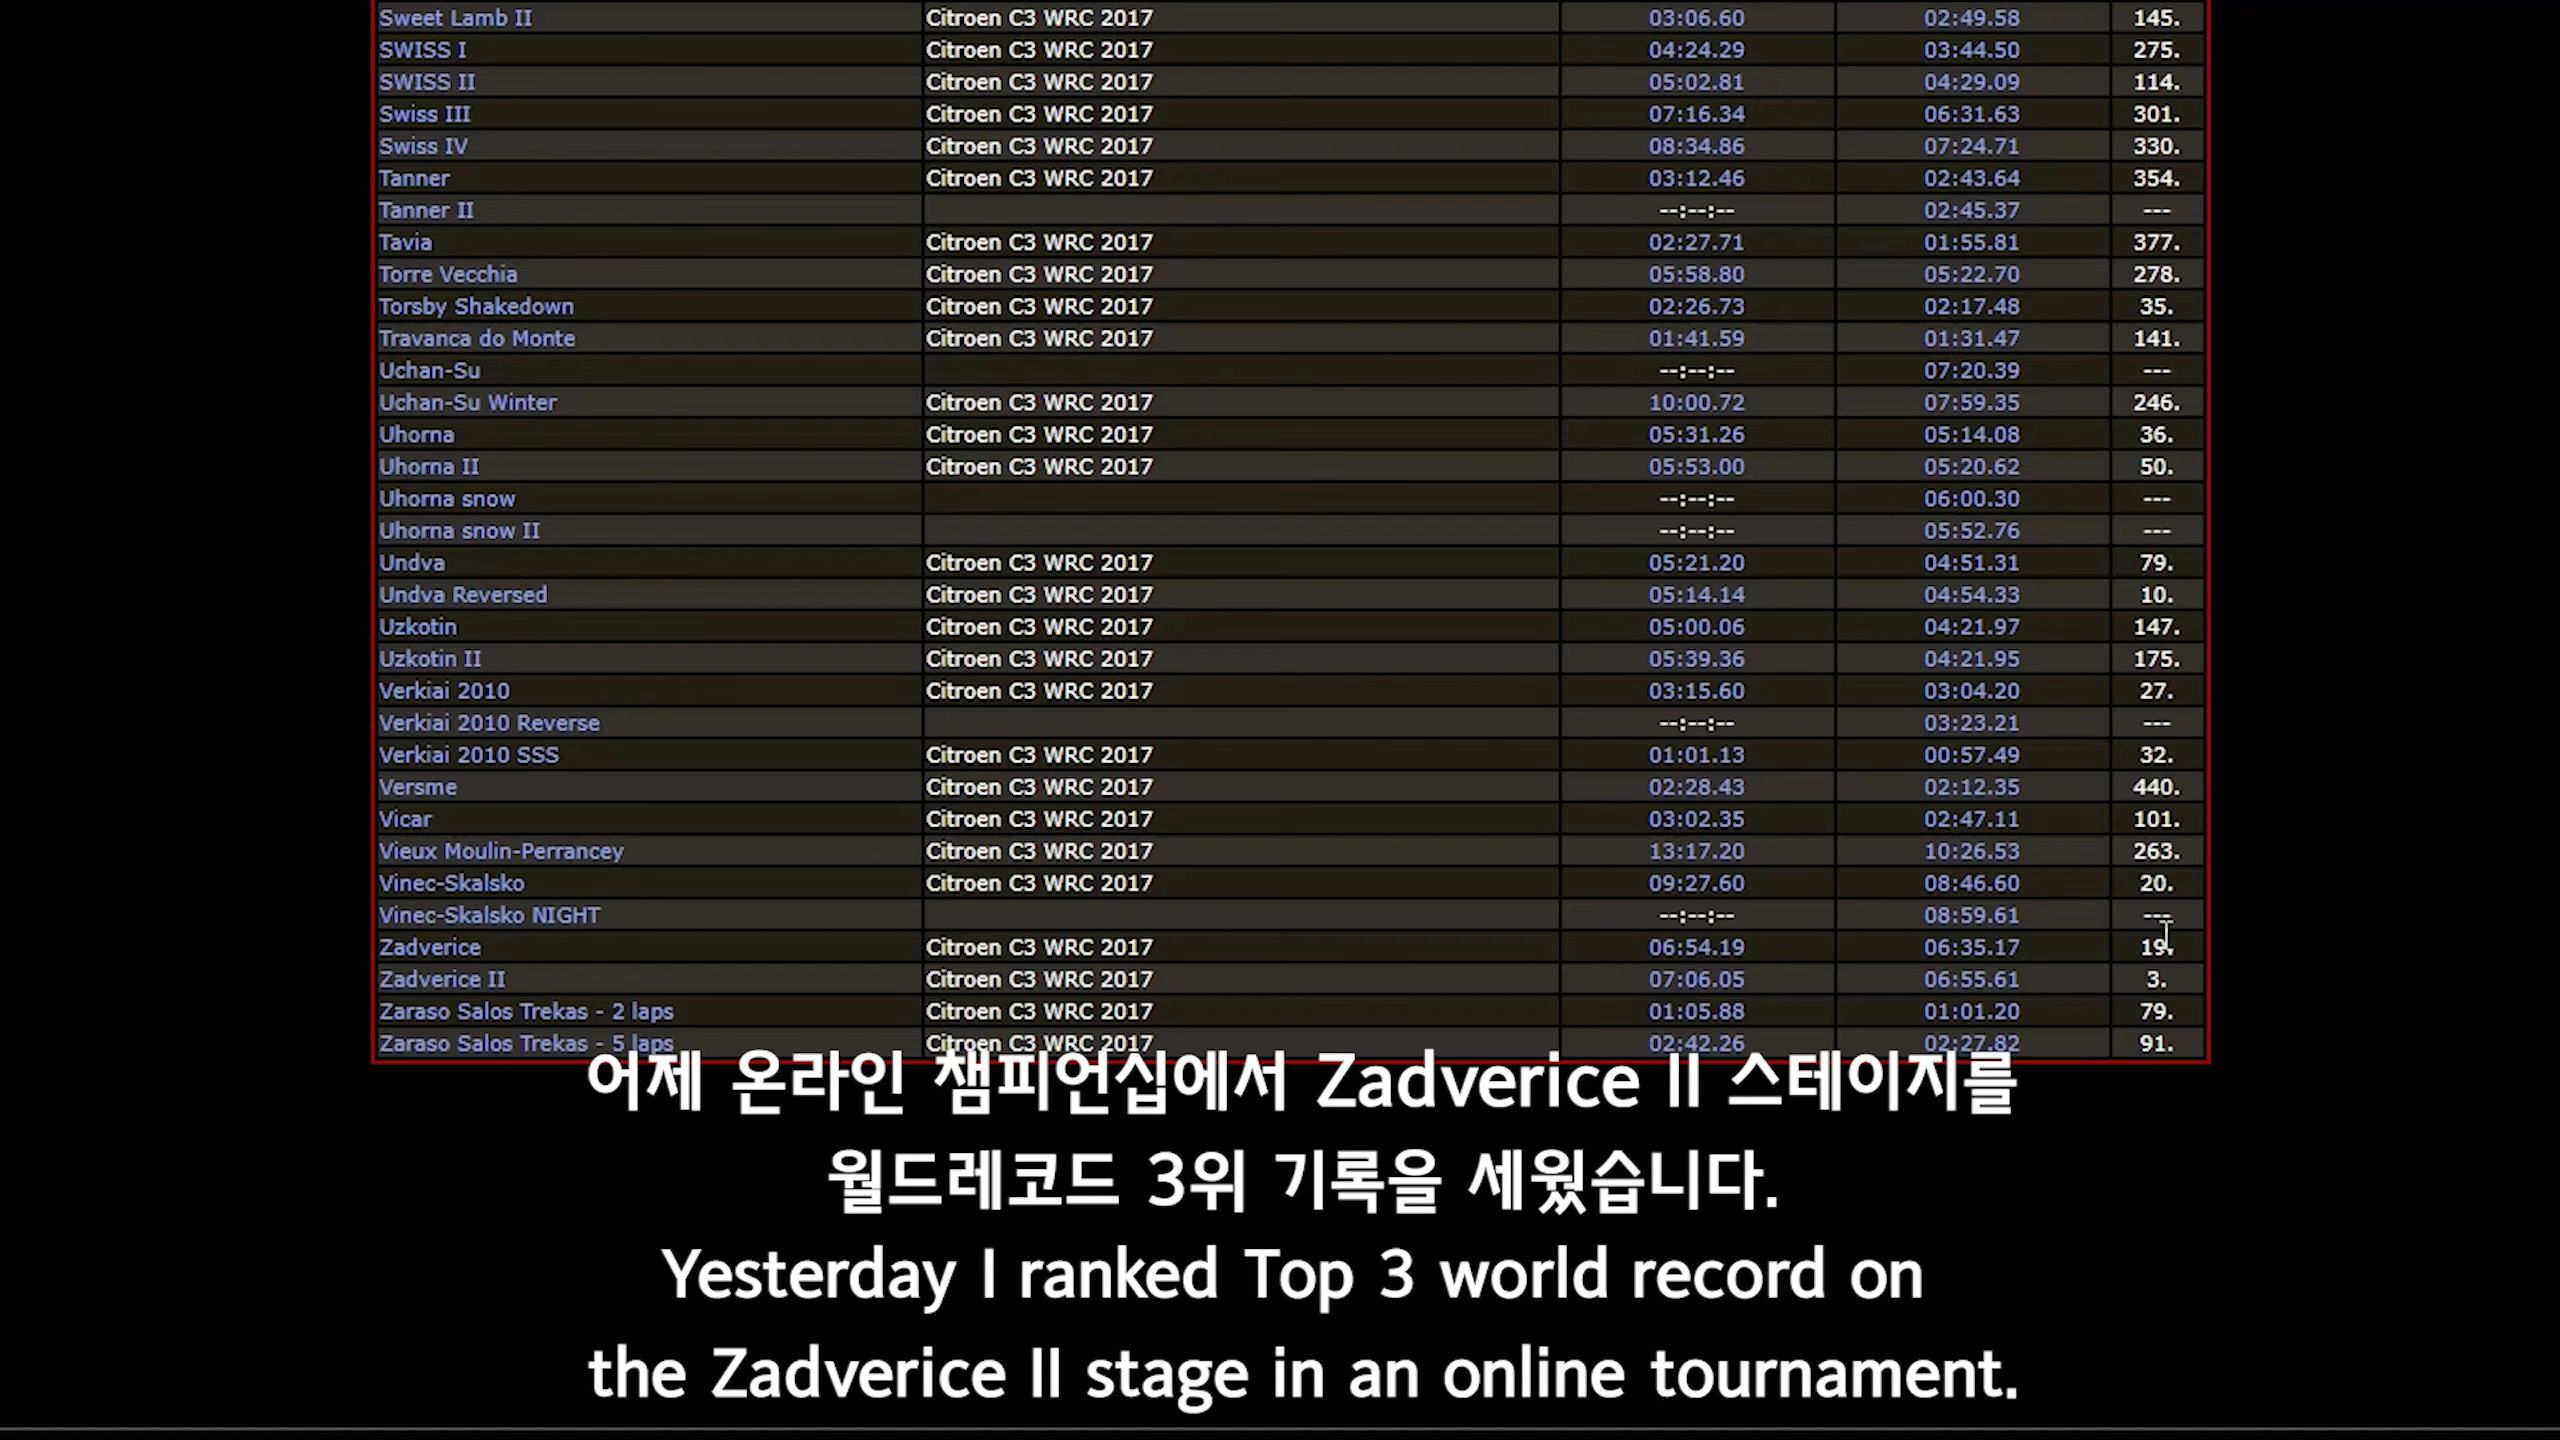 Sweet Lamb II Citroen C3 WRC 2017 03:06.60 02:49.58 145.
SWISS I Citroen C3 WRC 2017 04:24.29 03:44.50 275.
SWISS II Citroen C3 WRC 2017 05:02.81 04:29.09 114.
Swiss III Citroen C3 WRC 2017 07:16.34 06:31.63 301.
Swiss IV Citroen C3 WRC 2017 08:34.86 07:24.71 330.
Tanner Citroen C3 WRC 2017 03:12.46 02:43.64 354.
Tanner II --:--:-- 02:45.37 ---
Tavia Citroen C3 WRC 2017 02:27.71 01:55.81 377.
Torre Vecchia Citroen C3 WRC 2017 05:58.80 05:22.70 278.
Torsby Shakedown Citroen C3 WRC 2017 02:26.73 02:17.48 35.
Travanca do Monte Citroen C3 WRC 2017 01:41.59 01:31.47 141.
Uchan-Su --:--:-- 07:20.39 ---
Uchan-Su Winter Citroen C3 WRC 2017 10:00.72 07:59.35 246.
Uhorna Citroen C3 WRC 2017 05:31.26 05:14.08 36.
Uhorna II Citroen C3 WRC 2017 05:53.00 05:20.62 50.
Uhorna snow --:--:-- 06:00.30 ---
Uhorna snow II --:--:-- 05:52.76 ---
Undva Citroen C3 WRC 2017 05:21.20 04:51.31 79.
Undva Reversed Citroen C3 WRC 2017 05:14.14 04:54.33 10.
Uzkotin Citroen C3 WRC 2017 05:00.06 04:21.97 147.
Uzkotin II Citroen C3 WRC 2017 05:39.36 04:21.95 175.
Verkiai 2010 Citroen C3 WRC 2017 03:15.60 03:04.20 27.
Verkiai 2010 Reverse --:--:-- 03:23.21 ---
Verkiai 2010 SSS Citroen C3 WRC 2017 01:01.13 00:57.49 32.
Versme Citroen C3 WRC 2017 02:28.43 02:12.35 440.
Vicar Citroen C3 WRC 2017 03:02.35 02:47.11 101.
Vieux Moulin-Perrancey Citroen C3 WRC 2017 13:17.20 10:26.53 263.
Vinec-Skalsko Citroen C3 WRC 2017 09:27.60 08:46.60 20.
Vinec-Skalsko NIGHT --:--:-- 08:59.61 ---
Zadverice Citroen C3 WRC 2017 06:54.19 06:35.17 19.
Zadverice II Citroen C3 WRC 2017 07:06.05 06:55.61 3.
Zaraso Salos Trekas - 2 laps Citroen C3 WRC 2017 01:05.88 01:01.20 79.
Zaraso Salos Trekas - 5 laps Citroen C3 WRC 2017 02:42.26 02:27.82 91.
어제 온라인 챔피언십에서 Zadverice II 스테이지를
월드레코드 3위 기록을 세웠습니다.
Yesterday I ranked Top 3 world record on
the Zadverice II stage in an online tournament.